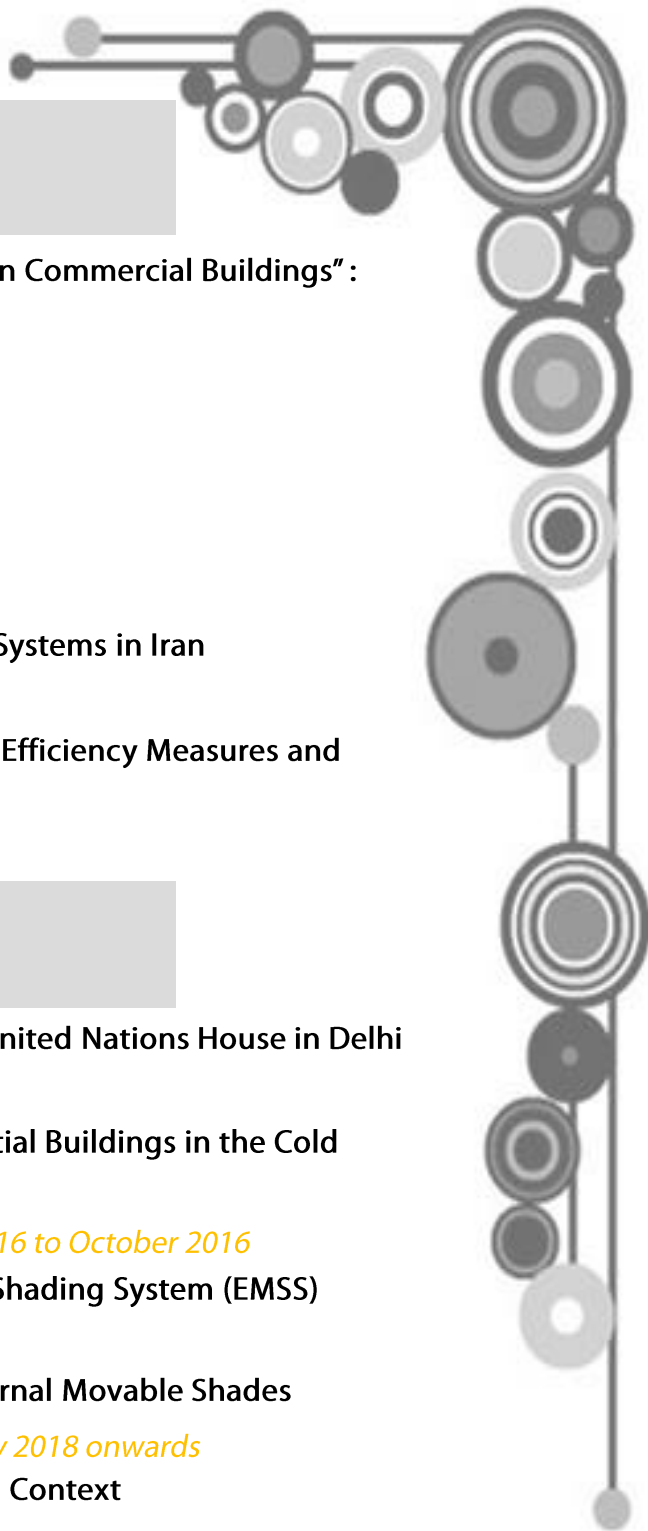 n Commercial Buildings” :
Systems in Iran
Efficiency Measures and
nited Nations House in Delhi
tial Buildings in the Cold
16 to October 2016
Shading System (EMSS)
rnal Movable Shades
y 2018 onwards
Context